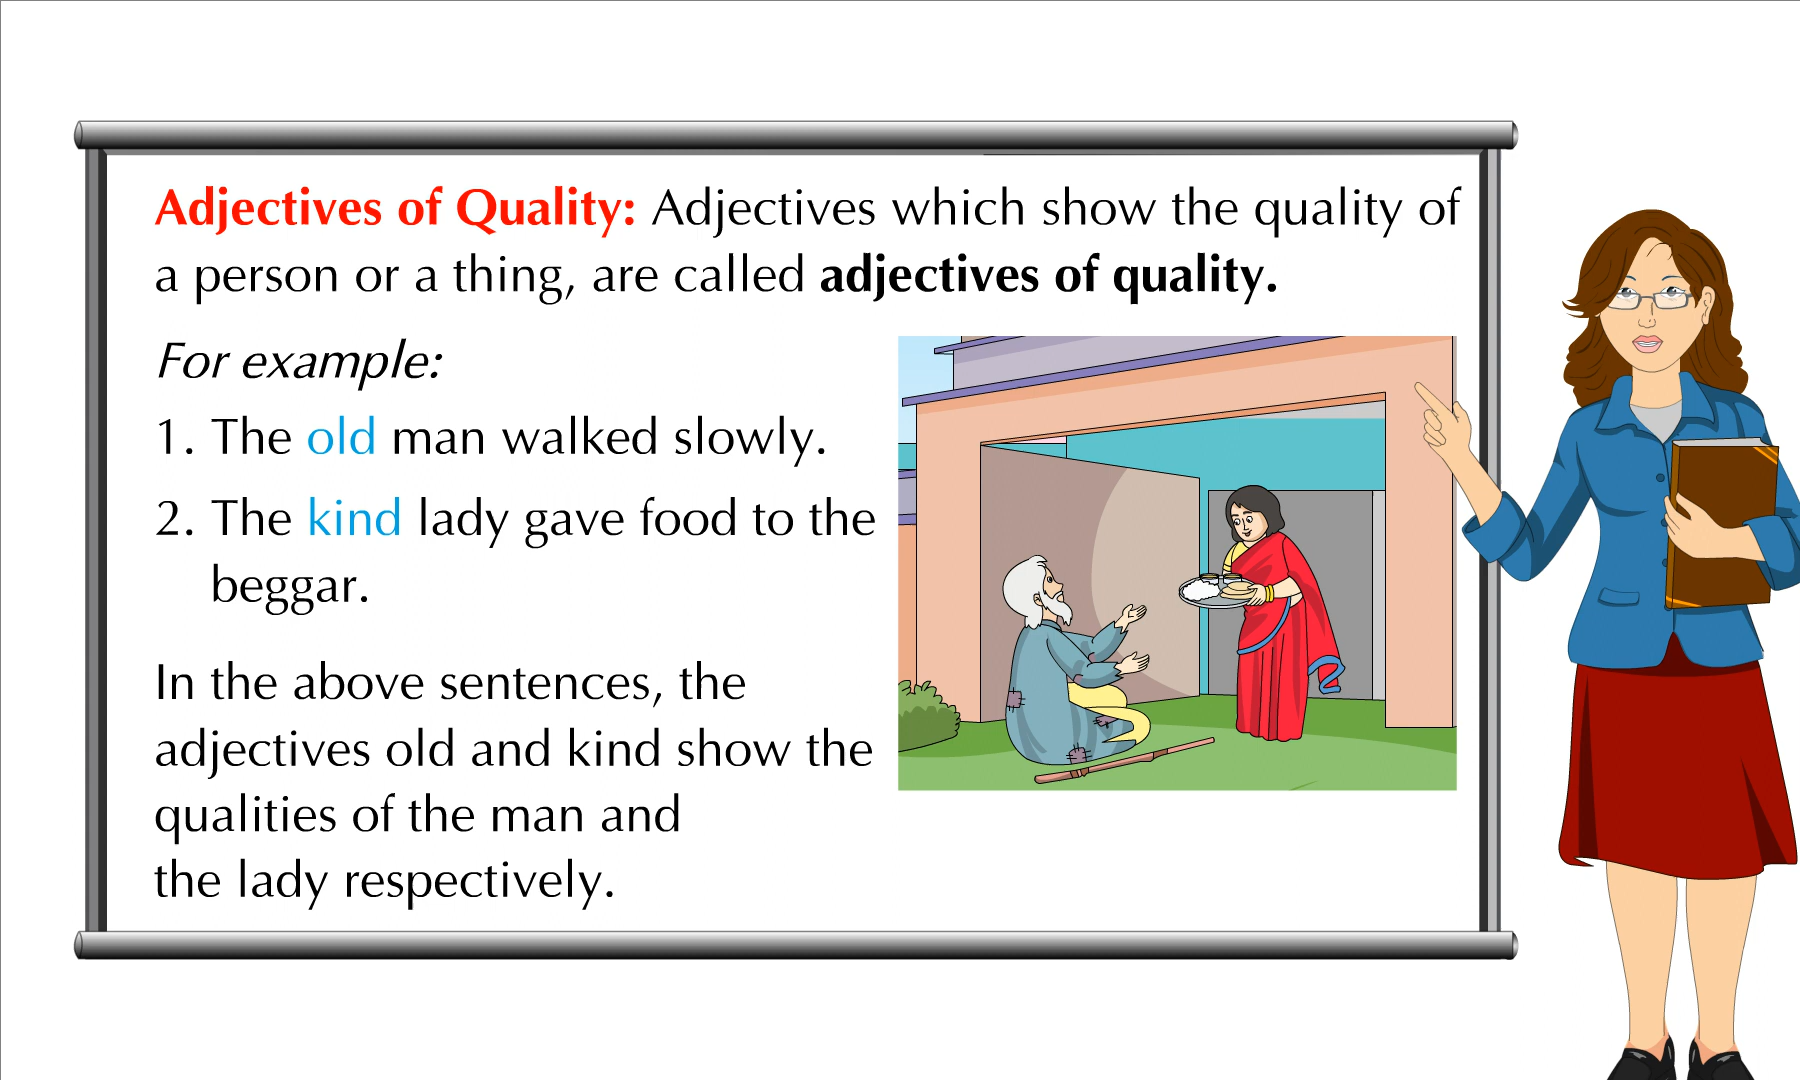 Adjectives of Quality: Adjectives which show the quality of
a person or a thing, are called adjectives of quality.
For example:
1. The old man walked slowly.
2. The kind lady gave food to the
beggar.
In the above sentences, the
adjectives old and kind show the
qualities of the man and
the lady respectively.